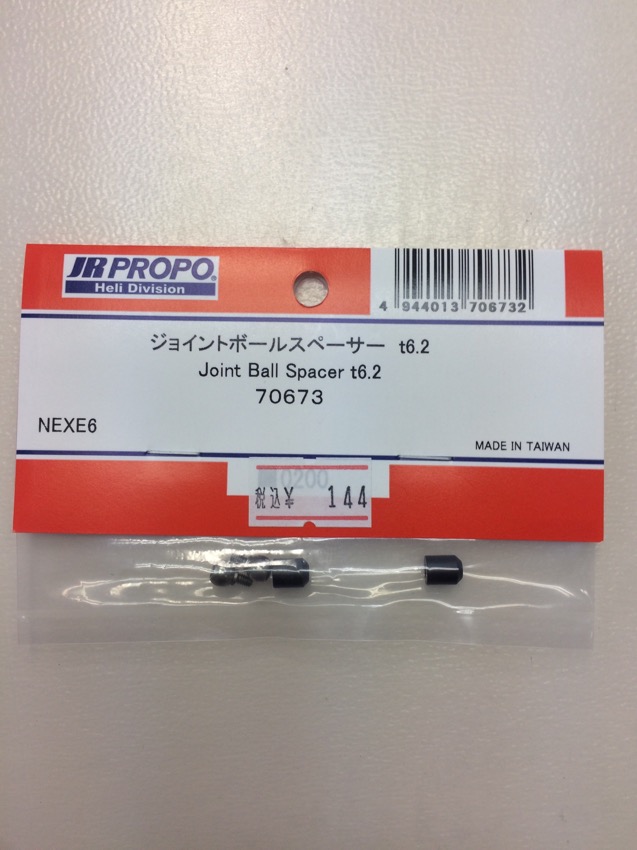 JR PROPO®
Heli Division
4 944013 706732
ジョイントボールスペーサー t6.2
Joint Ball Spacer t6.2
70673
NEXE6
MADE IN TAIWAN
0200
税込¥ 144